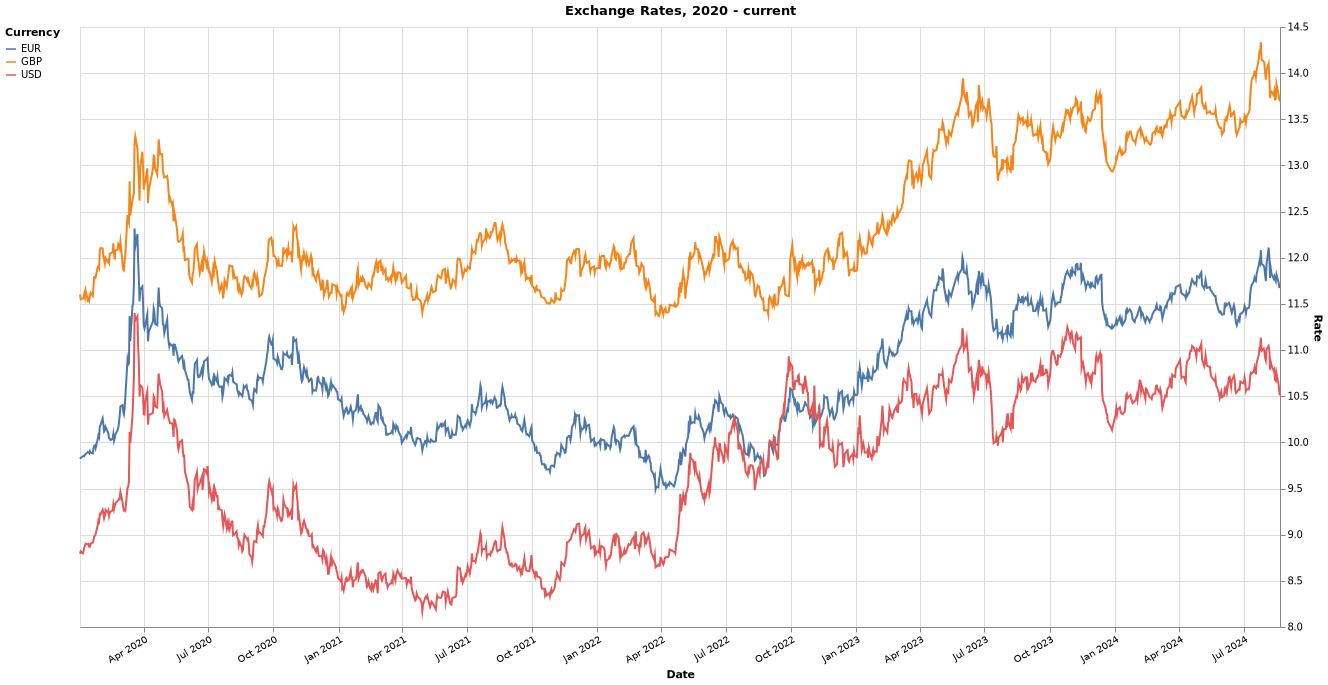 Exchange Rates, 2020 - current
Currency
EUR
GBP
USD
14.5
14.0
13.5
13.0
12.5
12.0
11.5
11.0
10.5
10.0
9.5
9.0
8.5
8.0
Rate
Apr 2020
Jul 2020
Oct 2020
Jan 2021
Apr 2021
Jul 2021
Oct 2021
Jan 2022
Apr 2022
Jul 2022
Oct 2022
Jan 2023
Apr 2023
Jul 2023
Oct 2023
Jan 2024
Apr 2024
Jul 2024
Date